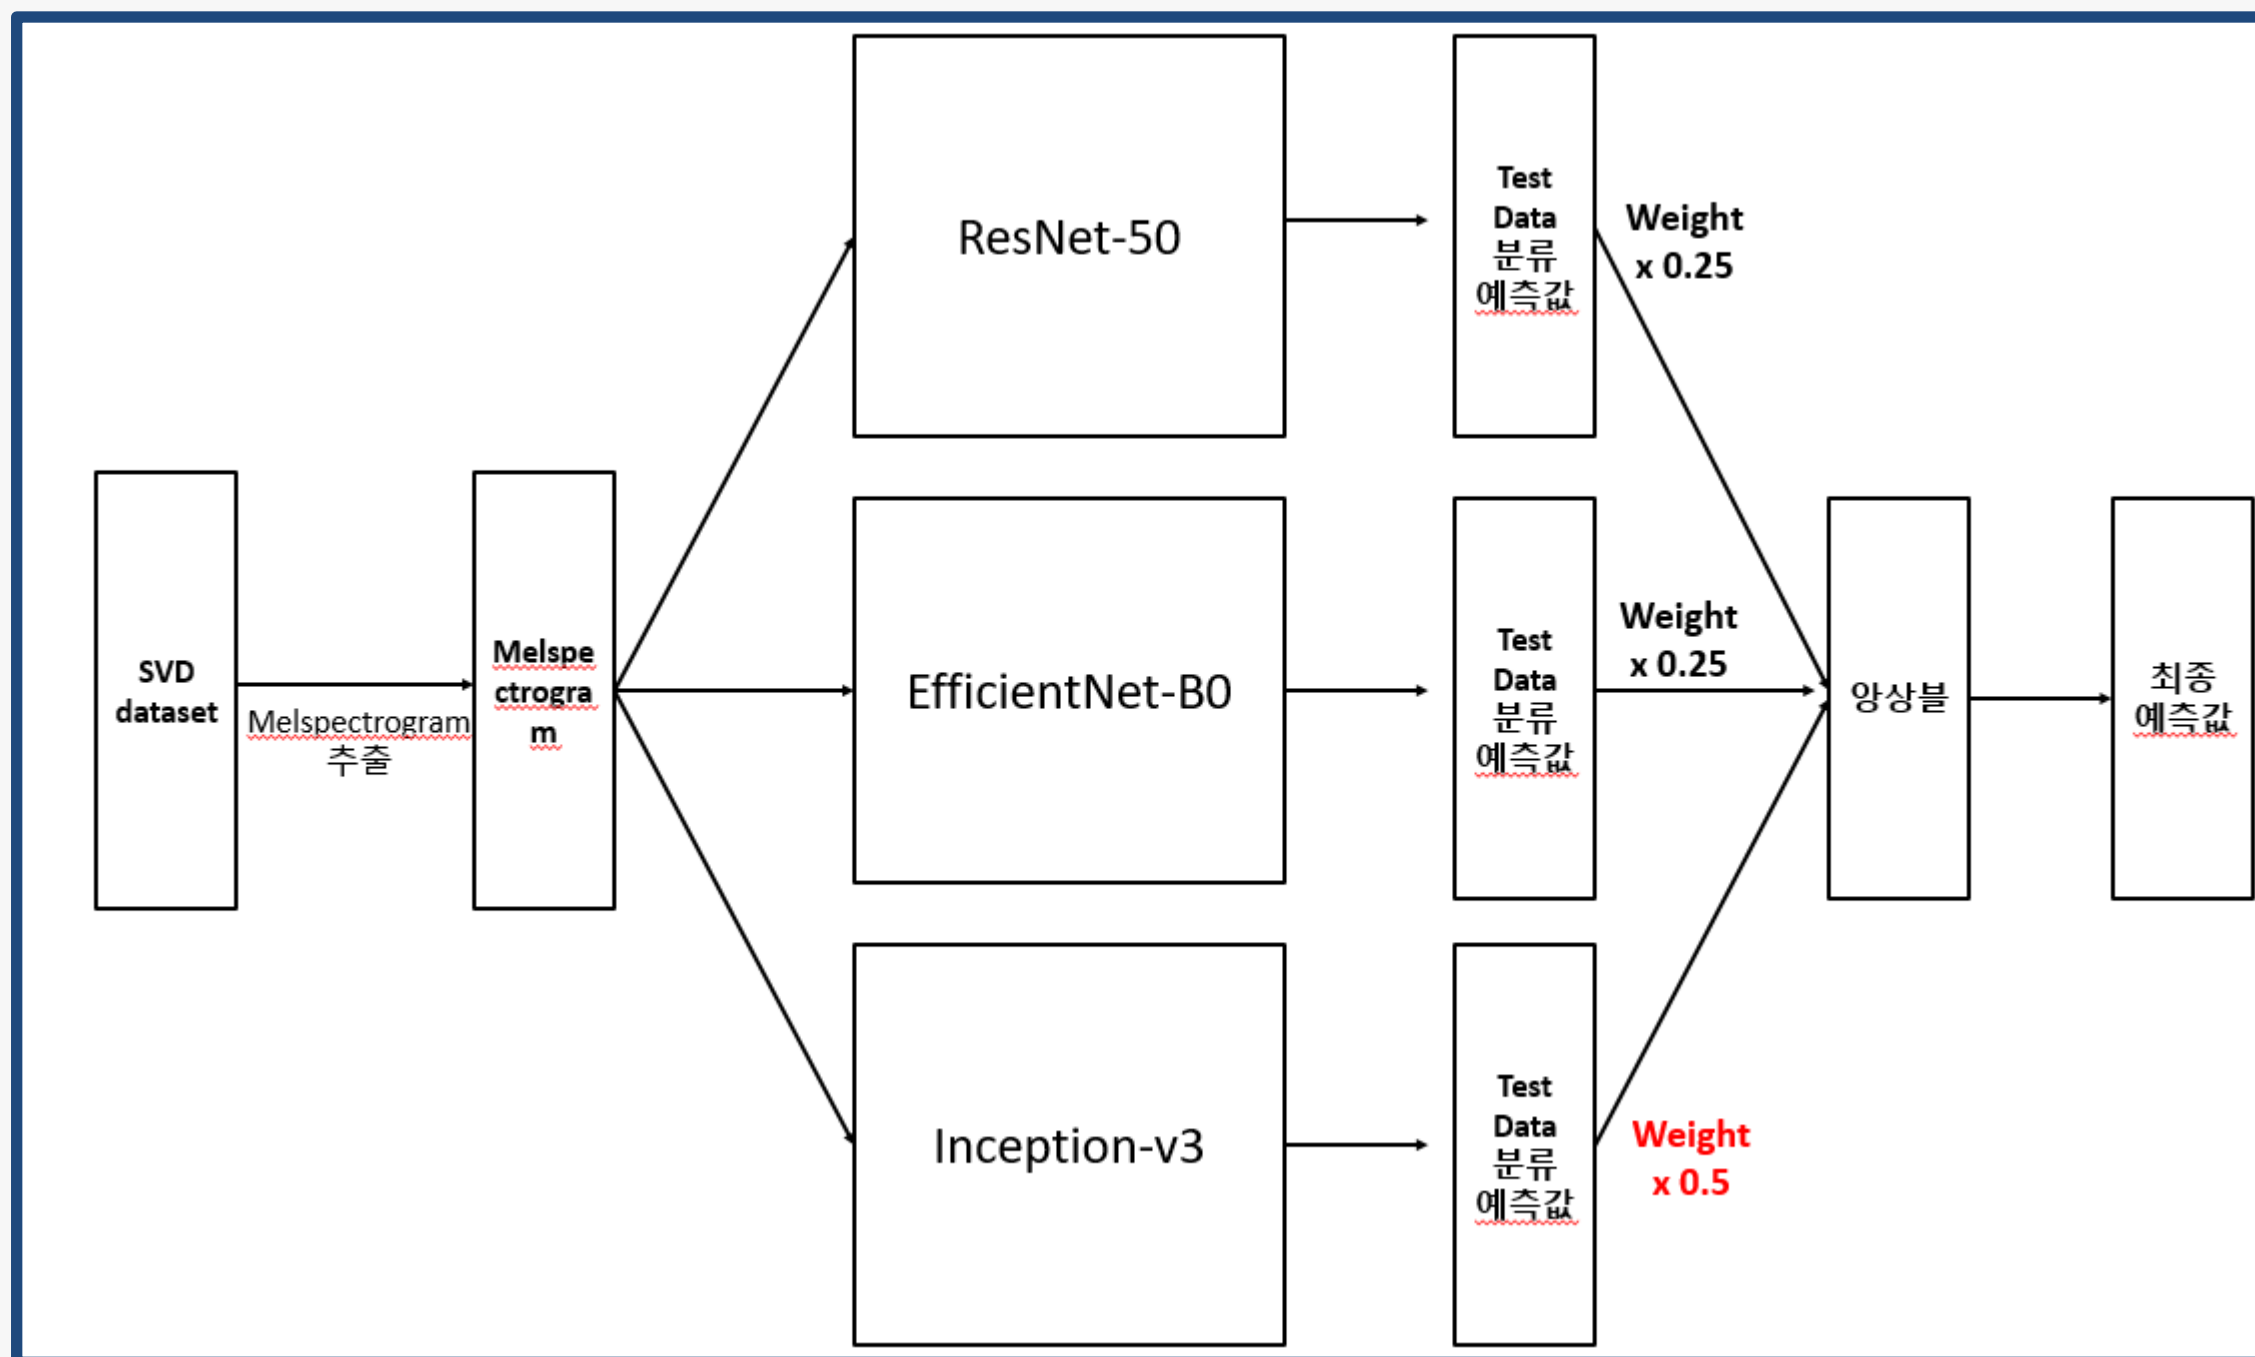 SVD
dataset
Melspectrogram
추출
Melspe
ctrogra
m
ResNet-50
Test
Data
분류
예측값
Weight
x 0.25
EfficientNet-B0
Test
Data
분류
예측값
Weight
x 0.25
Inception-v3
Test
Data
분류
예측값
Weight
x 0.5
앙상블
최종
예측값